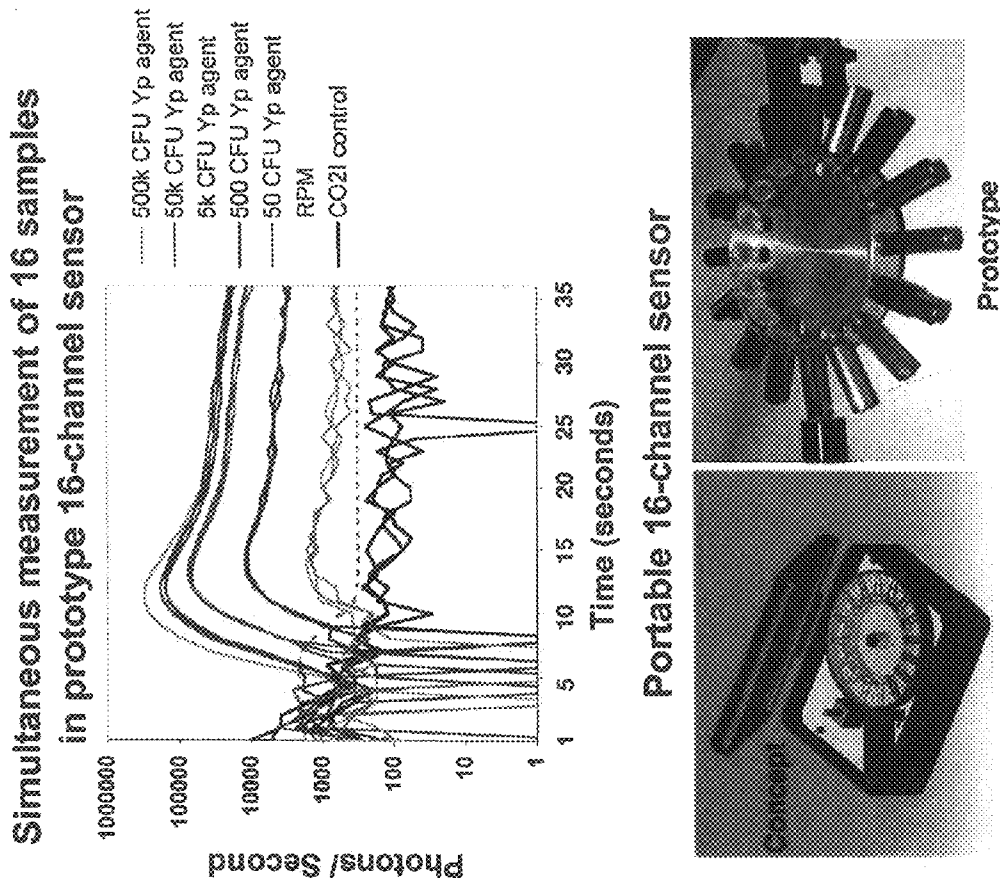 Simultaneous measurement of 16 samples
in prototype 16-channel sensor
Photons/ Second
1000000
100000
10000
1000
100
10
1
1
5
10
15
20
25
30
35
Time (seconds)
500k CFU Yp agent
50k CFU Yp agent
5k CFU Yp agent
500 CFU Yp agent
50 CFU Yp agent
RPM
CO2I control
Portable 16-channel sensor
Concept
Prototype